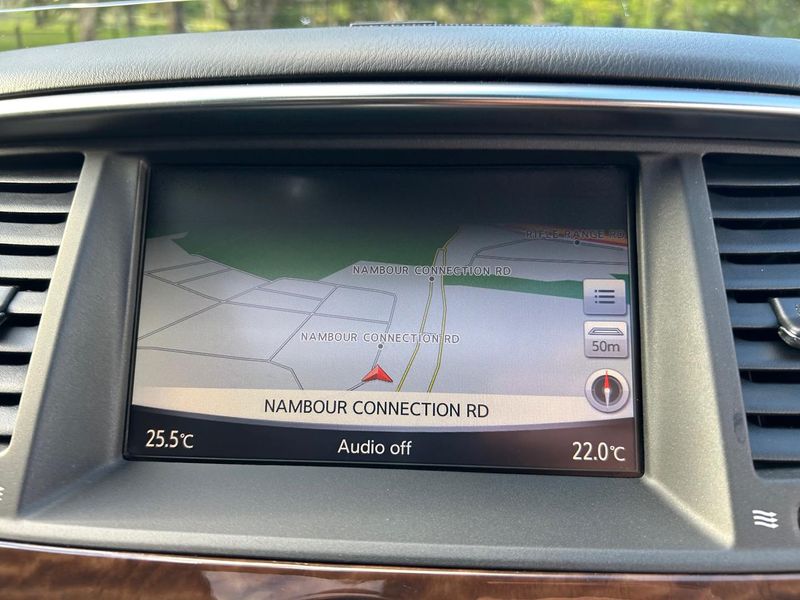 RIFLE RANGE RD
NAMBOUR CONNECTION RD
NAMBOUR CONNECTION RD
50m
NAMBOUR CONNECTION RD
25.5°C
Audio off
22.0°C